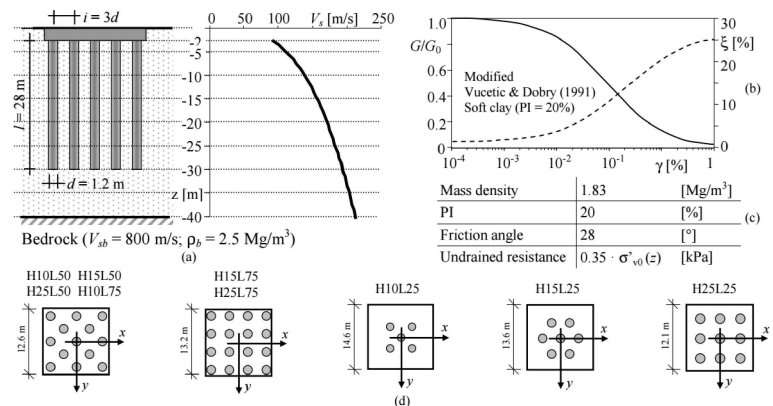 i = 3d
l = 28 m
d = 1.2 m
z [m]
Bedrock (Vsb = 800 m/s; ρb = 2.5 Mg/m³)
(a)
Vs [m/s]
0 50 150 250
-2
-5
-10
-15
-20
-25
-30
-35
-40
G/G₀
1.0
0.8
0.6
0.4
0.2
0
ξ [%]
30
20
10
0
Modified
Vucetic & Dobry (1991)
Soft clay (PI = 20%)
(b)
10⁻⁴ 10⁻³ 10⁻² 10⁻¹ γ [%] 1
Mass density 1.83 [Mg/m³]
PI 20 [%]
Friction angle 28 [°]
Undrained resistance 0.35 · σ'v0 (z) [kPa]
(c)
H10L50 H15L50
H25L50 H10L75
12.6 m
x
y
H15L75
H25L75
13.2 m
x
y
H10L25
14.6 m
x
y
H15L25
13.6 m
x
y
H25L25
12.1 m
x
y
(d)